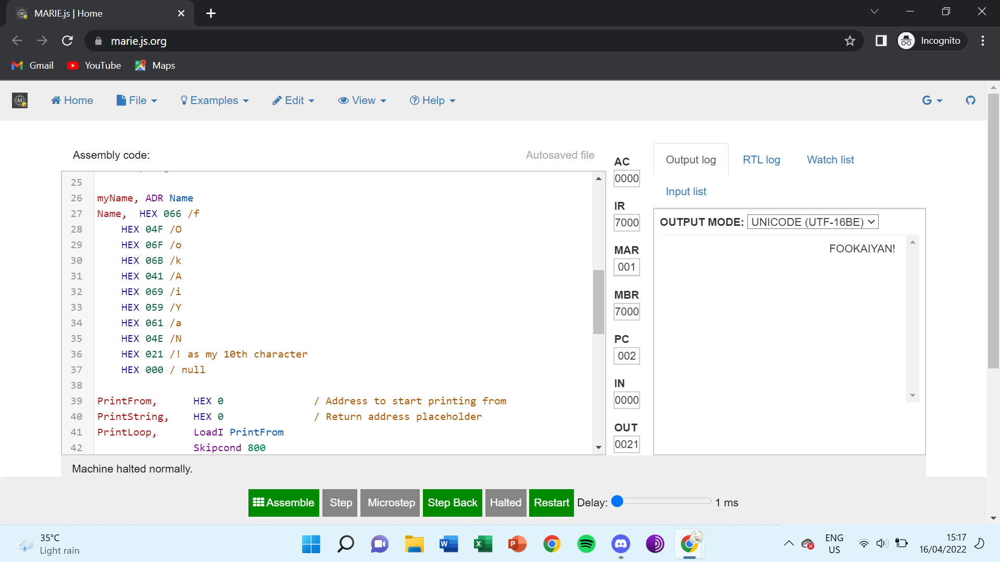 MARIE.js | Home
marie.js.org
Incognito
Gmail
YouTube
Maps
M
Home
File
Examples
Edit
View
Help
G
Assembly code:
Autosaved file
25
26 myName, ADR Name
27 Name, HEX 066 /f
28 HEX 04F /O
29 HEX 06F /o
30 HEX 06B /k
31 HEX 041 /A
32 HEX 069 /i
33 HEX 059 /Y
34 HEX 061 /a
35 HEX 04E /N
36 HEX 021 /! as my 10th character
37 HEX 000 / null
38
39 PrintFrom, HEX 0 / Address to start printing from
40 PrintString, HEX 0 / Return address placeholder
41 PrintLoop, LoadI PrintFrom
42 Skipcond 800
AC
0000
IR
7000
MAR
001
MBR
7000
PC
002
IN
0000
OUT
0021
Output log
RTL log
Watch list
Input list
OUTPUT MODE: UNICODE (UTF-16BE)
FOOKAIYAN!
Machine halted normally.
Assemble
Step
Microstep
Step Back
Halted
Restart
Delay:
1 ms
35°C
Light rain
W
X
P
ENG
US
15:17
16/04/2022